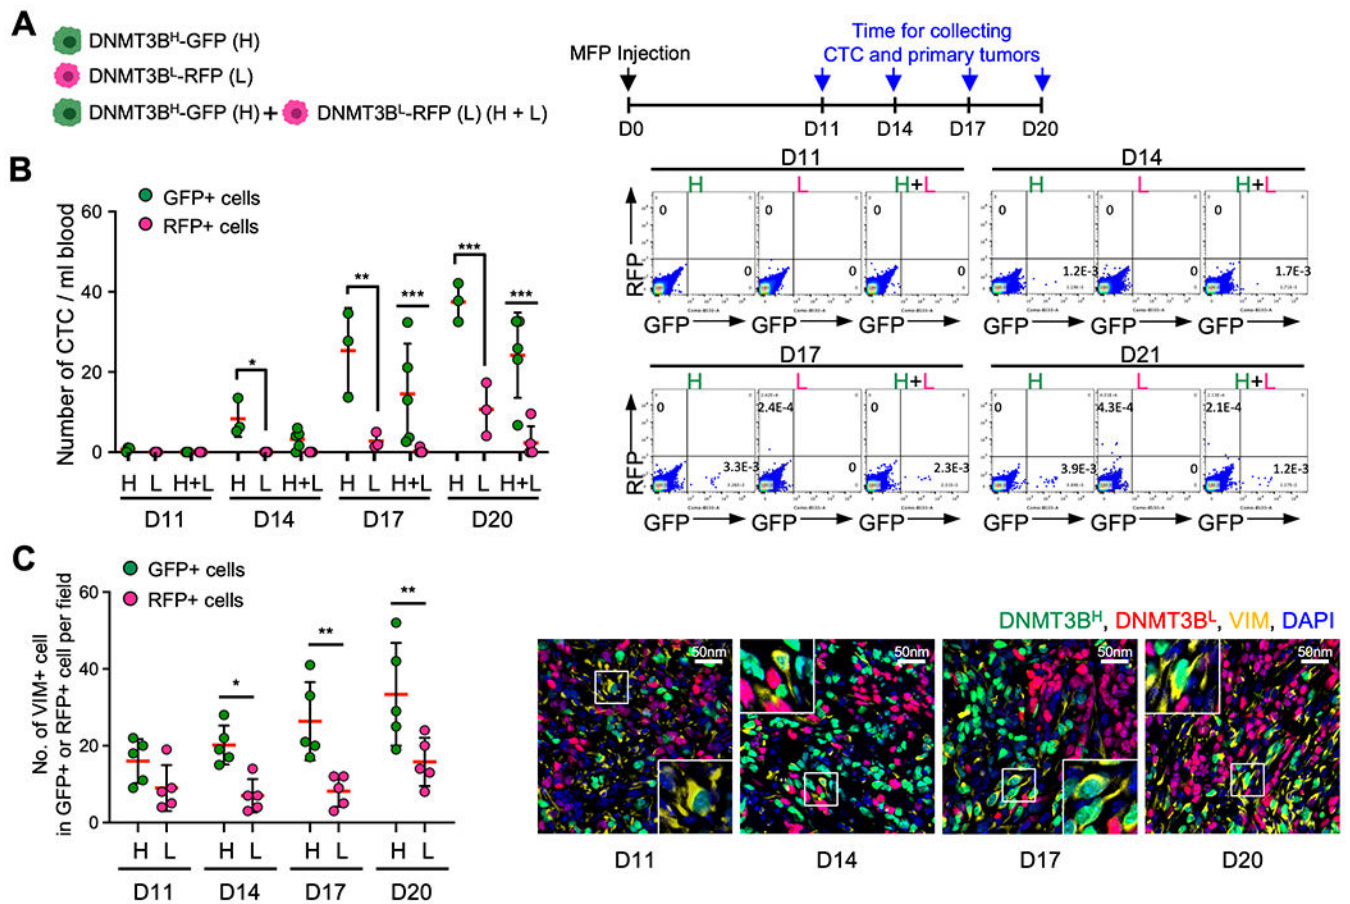 A
DNMT3Bᴴ-GFP (H)
DNMT3Bᴸ-RFP (L)
DNMT3Bᴴ-GFP (H) + DNMT3Bᴸ-RFP (L) (H + L)
Time for collecting
CTC and primary tumors
MFP Injection
D0 D11 D14 D17 D20
B
GFP+ cells
RFP+ cells
Number of CTC / ml blood
60
40
20
0
* ** *** *** ***
H L H+L H L H+L H L H+L H L H+L
D11 D14 D17 D20
D11 D14
H L H+L H L H+L
RFP
0 0 0 0 0 0
0 0 0 1.2E-3 0 1.7E-3
GFP GFP GFP GFP GFP GFP
D17 D21
H L H+L H L H+L
RFP
0 2.4E-4 0 0 4.3E-4 2.1E-4
3.3E-3 0 2.3E-3 3.9E-3 0 1.2E-3
GFP GFP GFP GFP GFP GFP
C
GFP+ cells
RFP+ cells
No. of VIM+ cell
in GFP+ or RFP+ cell per field
60
40
20
0
* ** **
H L H L H L H L
D11 D14 D17 D20
DNMT3Bᴴ, DNMT3Bᴸ, VIM, DAPI
50nm 50nm 50nm 50nm
D11 D14 D17 D20